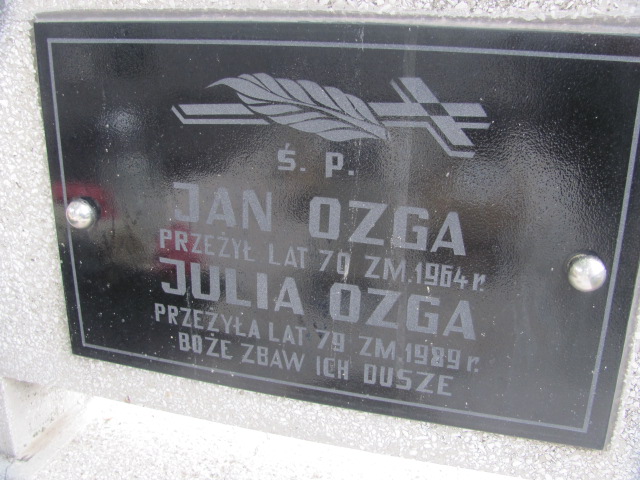 Ś. P.
JAN OZGA
PRZEŻYŁ LAT 70 ZM. 1964 r.
JULIA OZGA
PRZEŻYŁA LAT 79 ZM. 1989 r.
BOŻE ZBAW ICH DUSZE